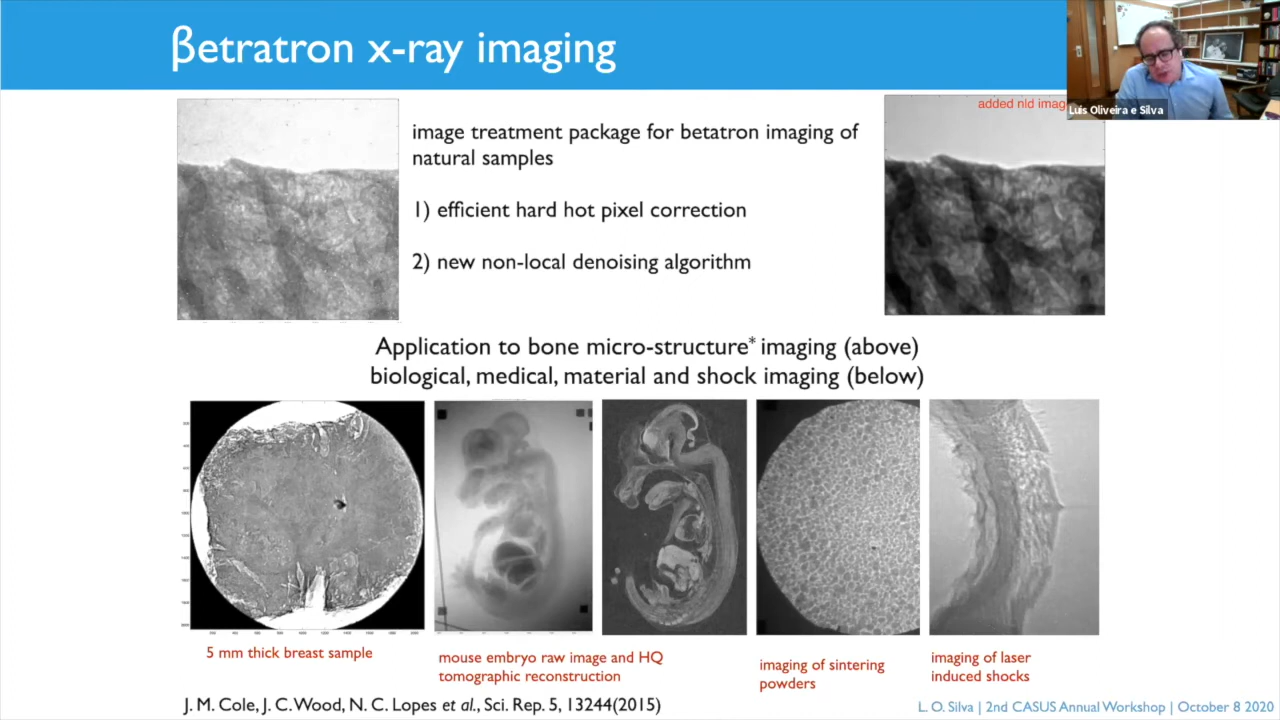 βetratron x-ray imaging
added nld imag
Luís Oliveira e Silva
image treatment package for betatron imaging of
natural samples
1) efficient hard hot pixel correction
2) new non-local denoising algorithm
Application to bone micro-structure* imaging (above)
biological, medical, material and shock imaging (below)
5 mm thick breast sample
mouse embryo raw image and HQ
tomographic reconstruction
imaging of sintering
powders
imaging of laser
induced shocks
J. M. Cole, J. C. Wood, N. C. Lopes et al., Sci. Rep. 5, 13244(2015)
L. O. Silva | 2nd CASUS Annual Workshop | October 8 2020